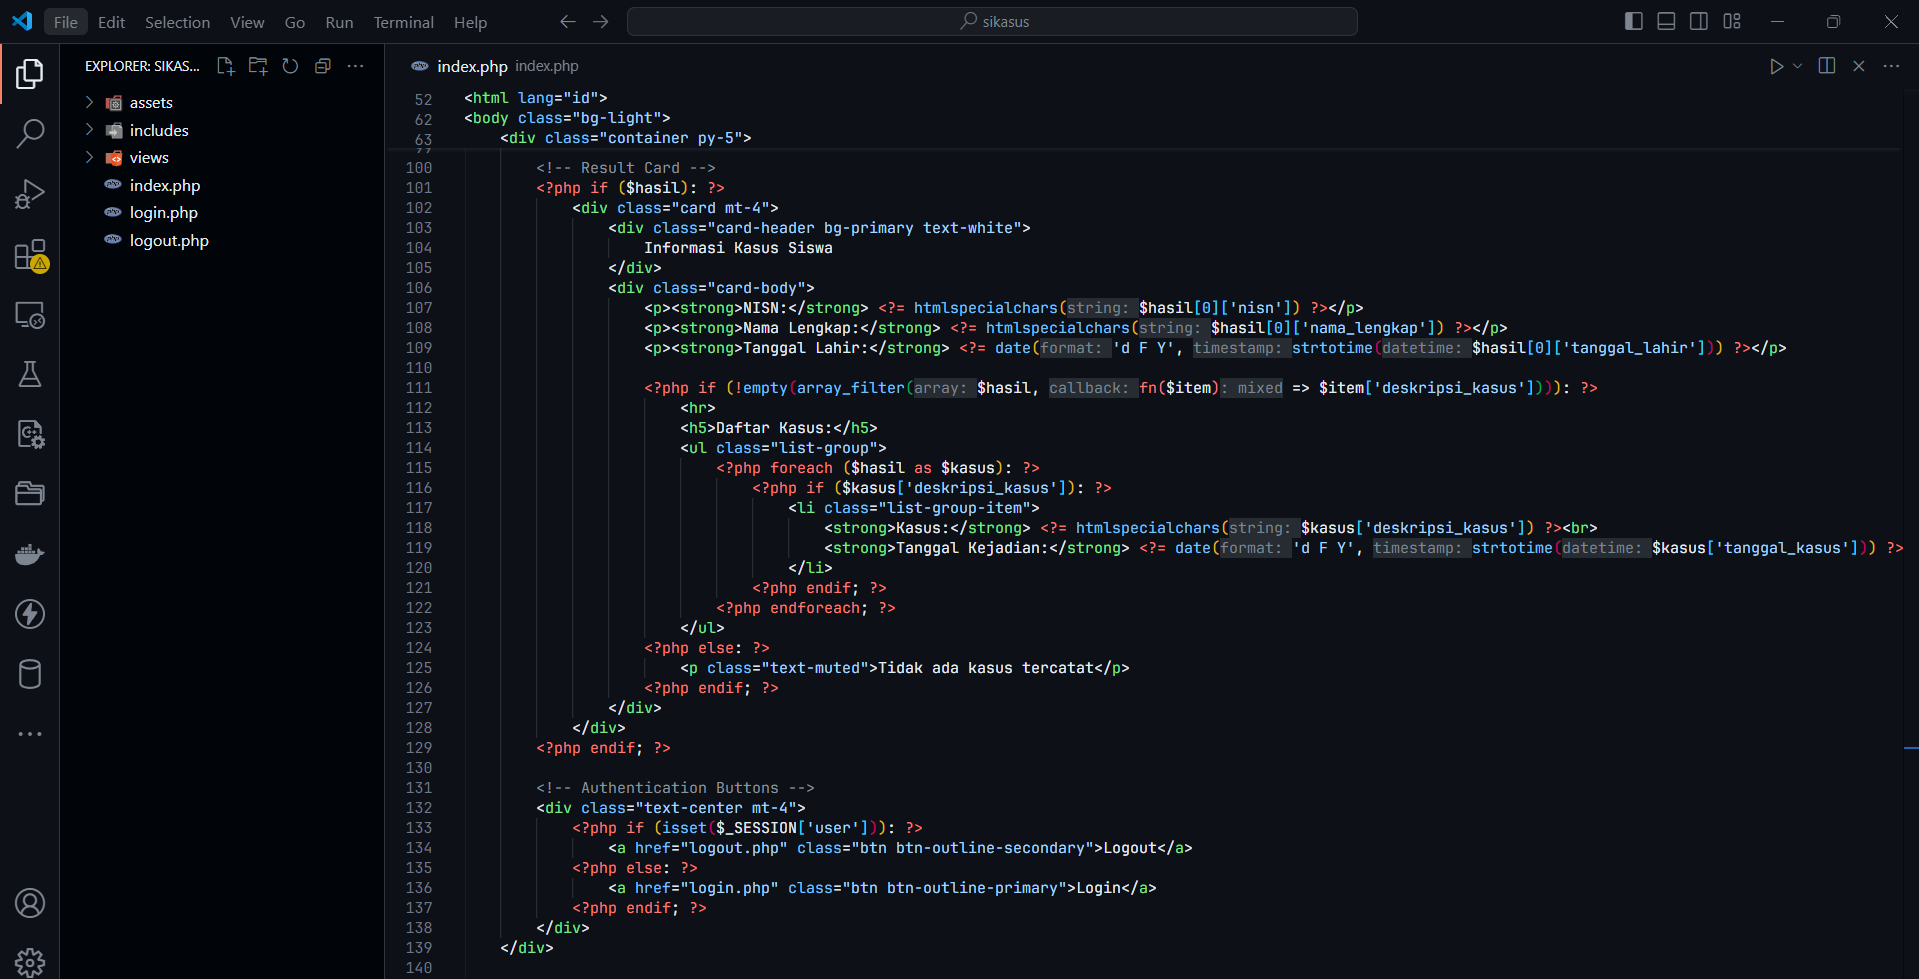 File Edit Selection View Go Run Terminal Help
sikasus
EXPLORER: SIKAS...
assets
includes
views
index.php
login.php
logout.php
index.php index.php
52 <html lang="id">
62 <body class="bg-light">
63 <div class="container py-5">
99
100 <!-- Result Card -->
101 <?php if ($hasil): ?>
102 <div class="card mt-4">
103 <div class="card-header bg-primary text-white">
104 Informasi Kasus Siswa
105 </div>
106 <div class="card-body">
107 <p><strong>NISN:</strong> <?= htmlspecialchars(string: $hasil[0]['nisn']) ?></p>
108 <p><strong>Nama Lengkap:</strong> <?= htmlspecialchars(string: $hasil[0]['nama_lengkap']) ?></p>
109 <p><strong>Tanggal Lahir:</strong> <?= date(format: 'd F Y', timestamp: strtotime(datetime: $hasil[0]['tanggal_lahir'])) ?></p>
110
111 <?php if (!empty(array_filter(array: $hasil, callback: fn($item): mixed => $item['deskripsi_kasus']))): ?>
112 <hr>
113 <h5>Daftar Kasus:</h5>
114 <ul class="list-group">
115 <?php foreach ($hasil as $kasus): ?>
116 <?php if ($kasus['deskripsi_kasus']): ?>
117 <li class="list-group-item">
118 <strong>Kasus:</strong> <?= htmlspecialchars(string: $kasus['deskripsi_kasus']) ?><br>
119 <strong>Tanggal Kejadian:</strong> <?= date(format: 'd F Y', timestamp: strtotime(datetime: $kasus['tanggal_kasus'])) ?>
120 </li>
121 <?php endif; ?>
122 <?php endforeach; ?>
123 </ul>
124 <?php else: ?>
125 <p class="text-muted">Tidak ada kasus tercatat</p>
126 <?php endif; ?>
127 </div>
128 </div>
129 <?php endif; ?>
130
131 <!-- Authentication Buttons -->
132 <div class="text-center mt-4">
133 <?php if (isset($_SESSION['user'])): ?>
134 <a href="logout.php" class="btn btn-outline-secondary">Logout</a>
135 <?php else: ?>
136 <a href="login.php" class="btn btn-outline-primary">Login</a>
137 <?php endif; ?>
138 </div>
139 </div>
140